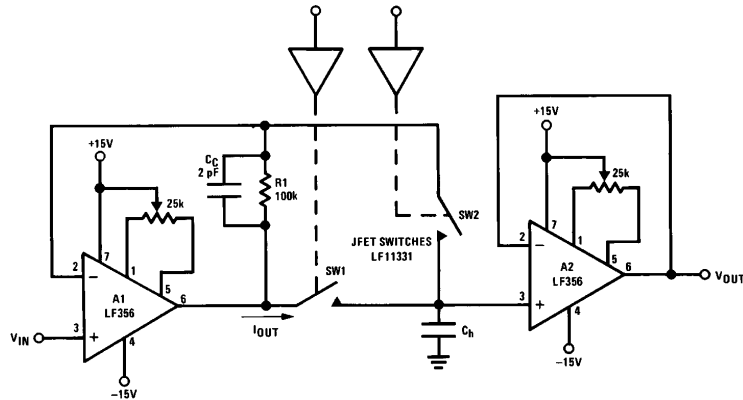 +15V
25k
7
2
−
1
5
A1
LF356
6
3
+
VIN
4
−15V
CC
2 pF
R1
100k
IOUT
SW1
SW2
JFET SWITCHES
LF11331
Ch
+15V
25k
7
2
−
1
5
A2
LF356
6
VOUT
3
+
4
−15V